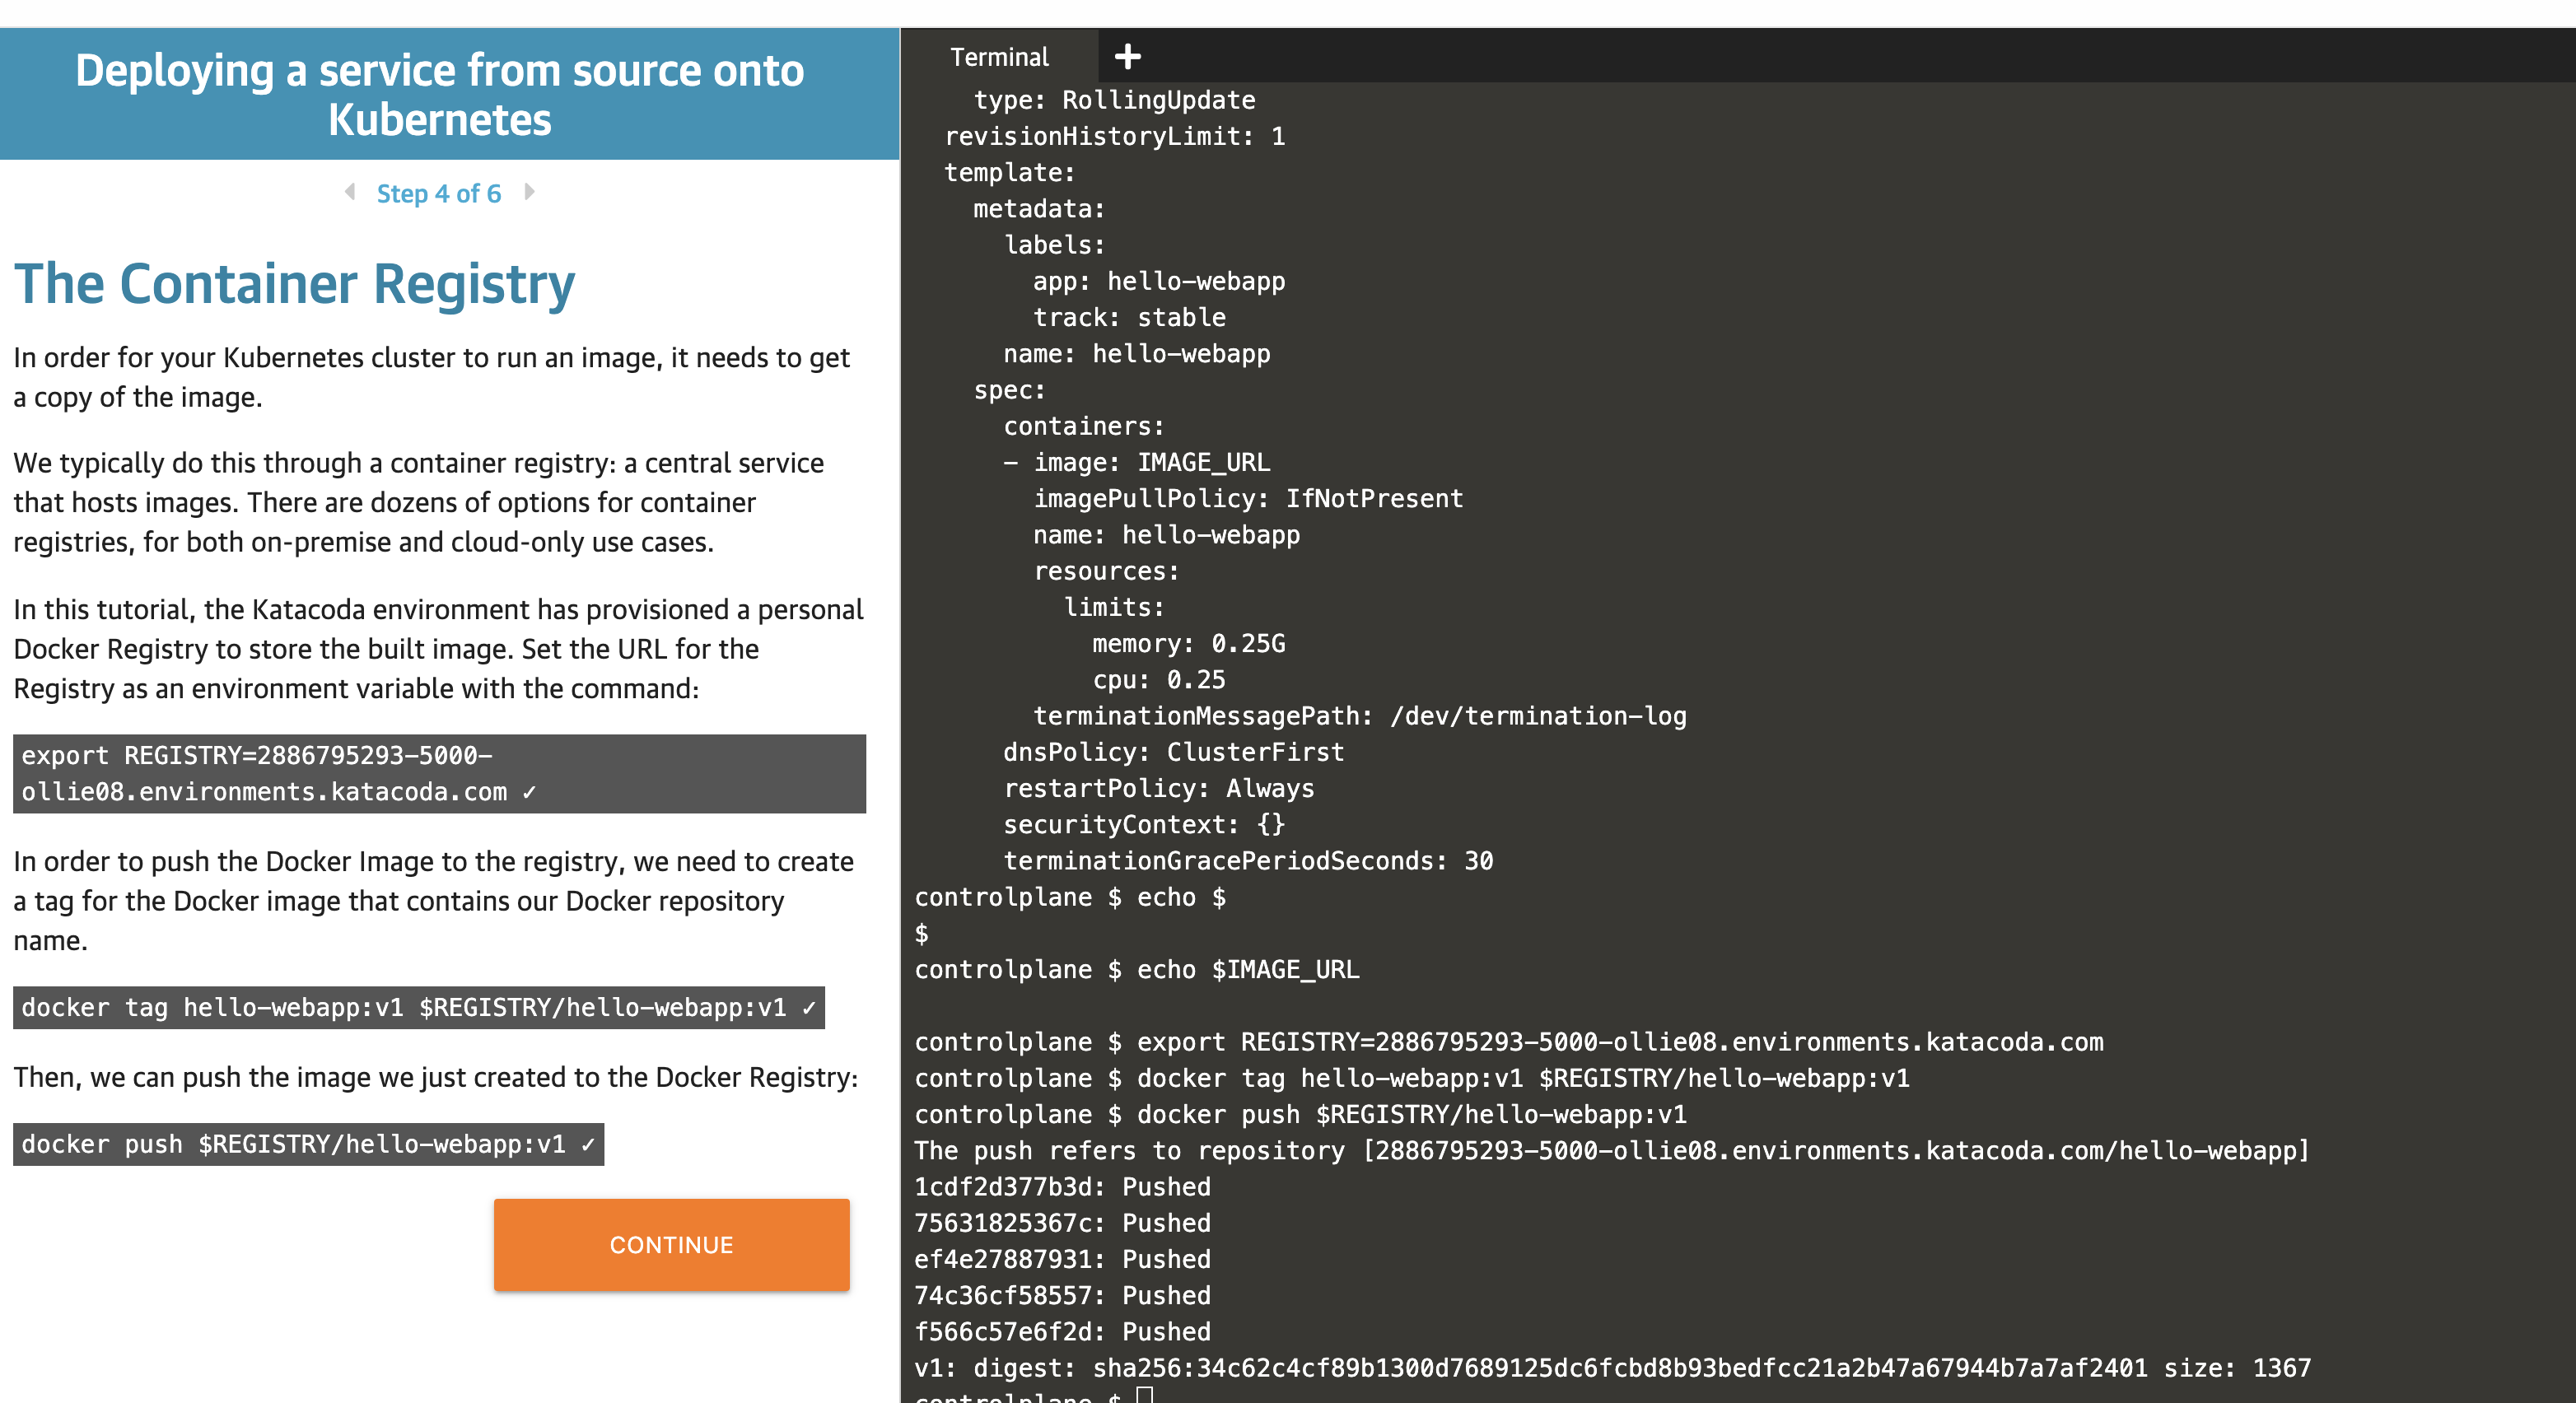 Deploying a service from source onto
Kubernetes
Step 4 of 6
The Container Registry
In order for your Kubernetes cluster to run an image, it needs to get
a copy of the image.
We typically do this through a container registry: a central service
that hosts images. There are dozens of options for container
registries, for both on-premise and cloud-only use cases.
In this tutorial, the Katacoda environment has provisioned a personal
Docker Registry to store the built image. Set the URL for the
Registry as an environment variable with the command:
export REGISTRY=2886795293-5000-
ollie08.environments.katacoda.com ✓
In order to push the Docker Image to the registry, we need to create
a tag for the Docker image that contains our Docker repository
name.
docker tag hello-webapp:v1 $REGISTRY/hello-webapp:v1 ✓
Then, we can push the image we just created to the Docker Registry:
docker push $REGISTRY/hello-webapp:v1 ✓
CONTINUE
Terminal +
    type: RollingUpdate
  revisionHistoryLimit: 1
  template:
    metadata:
      labels:
        app: hello-webapp
        track: stable
      name: hello-webapp
    spec:
      containers:
      - image: IMAGE_URL
        imagePullPolicy: IfNotPresent
        name: hello-webapp
        resources:
          limits:
            memory: 0.25G
            cpu: 0.25
        terminationMessagePath: /dev/termination-log
      dnsPolicy: ClusterFirst
      restartPolicy: Always
      securityContext: {}
      terminationGracePeriodSeconds: 30
controlplane $ echo $
$
controlplane $ echo $IMAGE_URL
controlplane $ export REGISTRY=2886795293-5000-ollie08.environments.katacoda.com
controlplane $ docker tag hello-webapp:v1 $REGISTRY/hello-webapp:v1
controlplane $ docker push $REGISTRY/hello-webapp:v1
The push refers to repository [2886795293-5000-ollie08.environments.katacoda.com/hello-webapp]
1cdf2d377b3d: Pushed
75631825367c: Pushed
ef4e27887931: Pushed
74c36cf58557: Pushed
f566c57e6f2d: Pushed
v1: digest: sha256:34c62c4cf89b1300d7689125dc6fcbd8b93bedfcc21a2b47a67944b7a7af2401 size: 1367
controlplane $